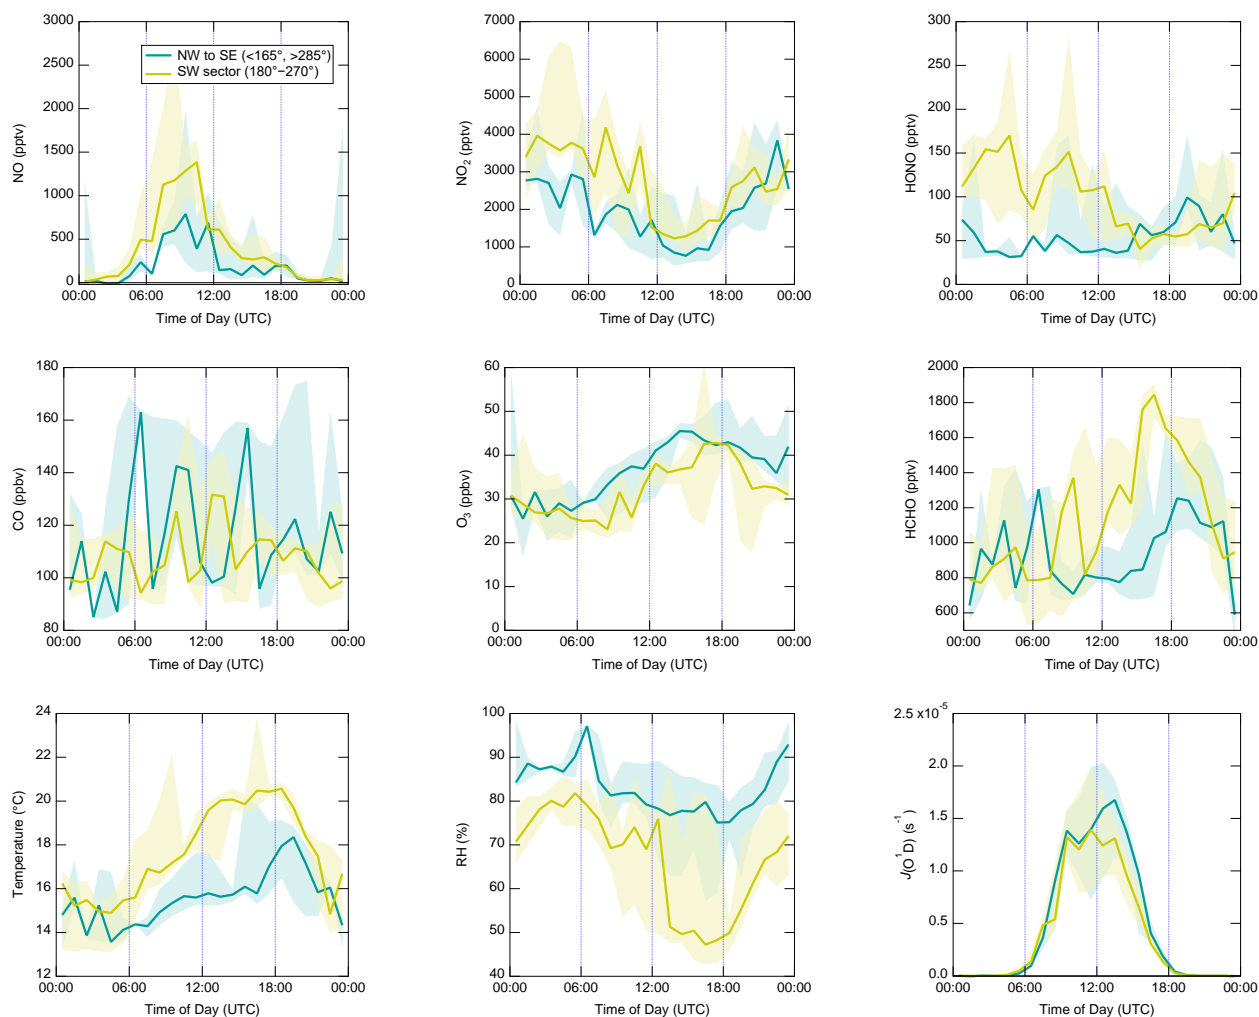 3000
2500
2000
1500
1000
500
0
NO (pptv)
NW to SE (<165°, >285°)
SW sector (180°−270°)
00:00 06:00 12:00 18:00 00:00
Time of Day (UTC)
7000
6000
5000
4000
3000
2000
1000
0
NO2 (pptv)
00:00 06:00 12:00 18:00 00:00
Time of Day (UTC)
300
250
200
150
100
50
0
HONO (pptv)
00:00 06:00 12:00 18:00 00:00
Time of Day (UTC)
180
160
140
120
100
80
CO (ppbv)
00:00 06:00 12:00 18:00 00:00
Time of Day (UTC)
60
50
40
30
20
10
0
O3 (ppbv)
00:00 06:00 12:00 18:00 00:00
Time of Day (UTC)
2000
1800
1600
1400
1200
1000
800
600
HCHO (pptv)
00:00 06:00 12:00 18:00 00:00
Time of Day (UTC)
24
22
20
18
16
14
12
Temperature (°C)
00:00 06:00 12:00 18:00 00:00
Time of Day (UTC)
100
90
80
70
60
50
40
RH (%)
00:00 06:00 12:00 18:00 00:00
Time of Day (UTC)
2.5 x10-5
2.0
1.5
1.0
0.5
0.0
J(O1D) (s-1)
00:00 06:00 12:00 18:00 00:00
Time of Day (UTC)